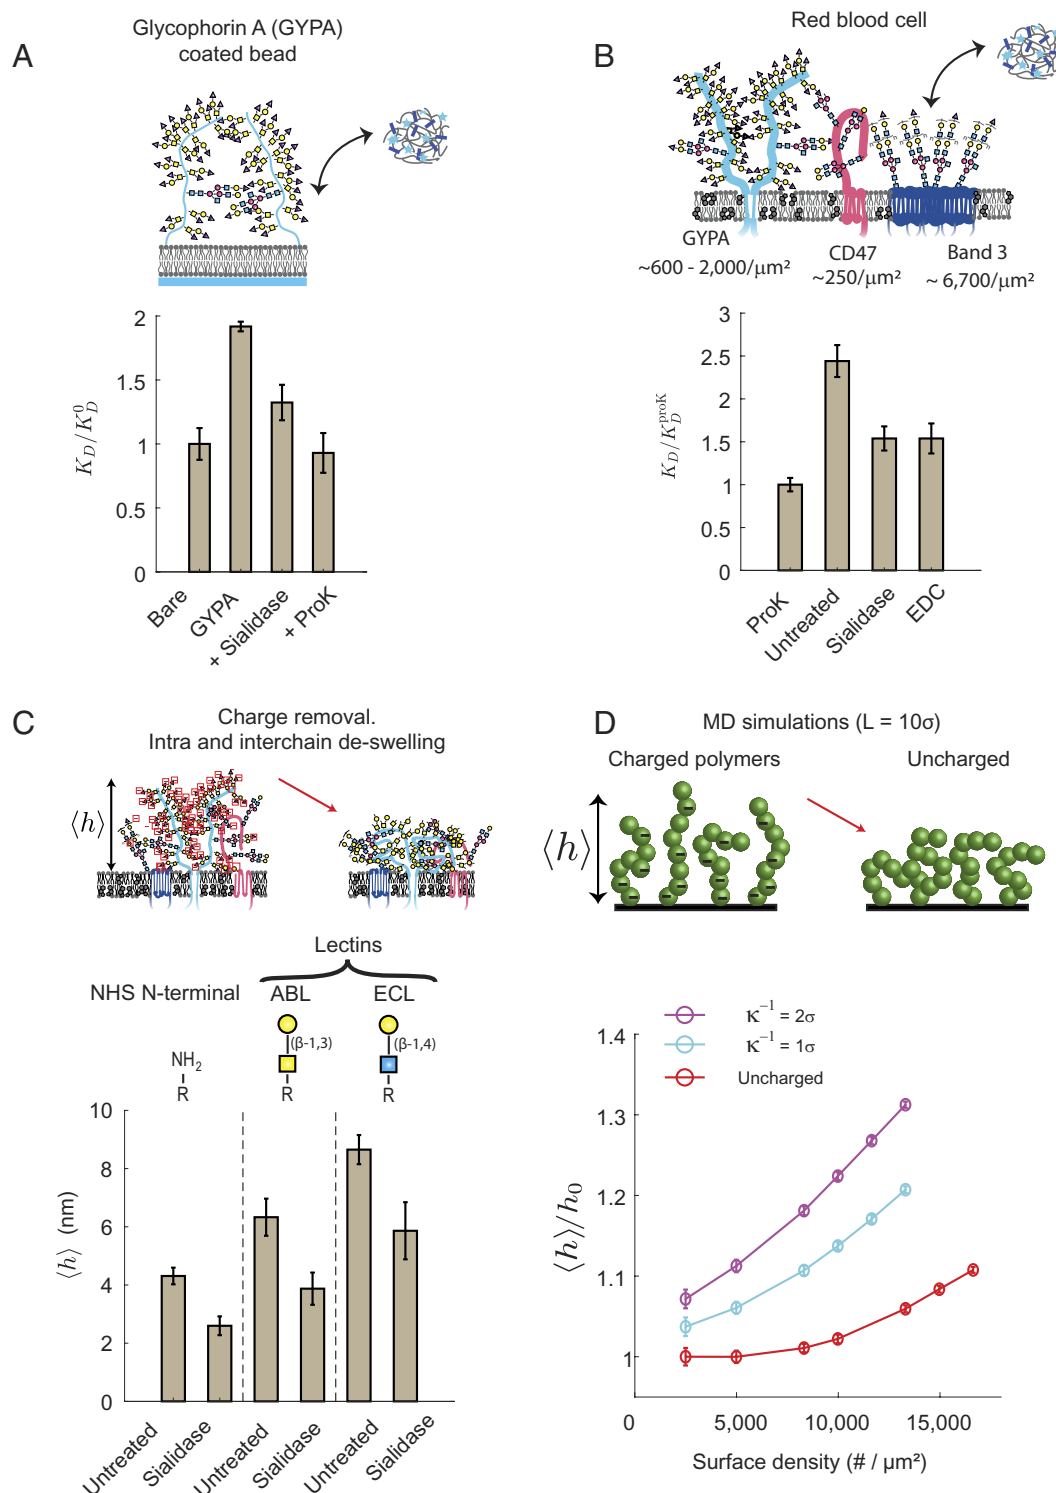 A
Glycophorin A (GYPA)
coated bead
K_D/K_D^0
2
1.5
1
0.5
0
Bare
GYPA
+ Sialidase
+ ProK
B
Red blood cell
GYPA
~600 - 2,000/μm²
CD47
~250/μm²
Band 3
~ 6,700/μm²
K_D/K_D^proK
3
2.5
2
1.5
1
0.5
0
ProK
Untreated
Sialidase
EDC
C
Charge removal.
Intra and interchain de-swelling
⟨h⟩
Lectins
NHS N-terminal
ABL
ECL
(β-1,3)
(β-1,4)
NH₂
R
R
R
⟨h⟩ (nm)
10
8
6
4
2
0
Untreated
Sialidase
Untreated
Sialidase
Untreated
Sialidase
D
MD simulations (L = 10σ)
Charged polymers
Uncharged
⟨h⟩
κ⁻¹ = 2σ
κ⁻¹ = 1σ
Uncharged
⟨h⟩/h₀
1.4
1.3
1.2
1.1
1
0
5,000
10,000
15,000
Surface density (# / μm²)